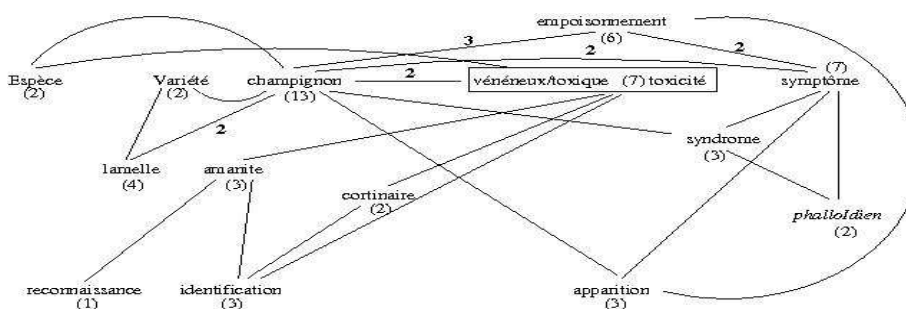 empoisonnement
(6)
3
2
2
(7)
Espèce
(2)
Variété
(2)
champignon
(13)
2
vénéneux/toxique (7) toxicité
symptôme
2
lamelle
(4)
amanite
(3)
cortinaire
(2)
syndrome
(3)
phalloïdien
(2)
reconnaissance
(1)
identification
(3)
apparition
(3)